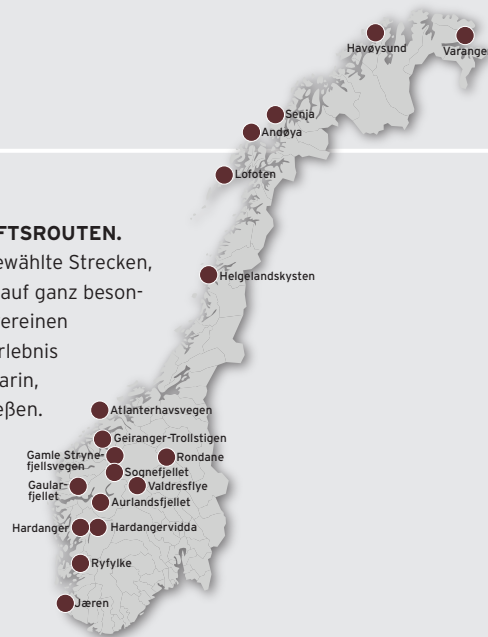 Havøysund
Varange
Senja
Andøya
Lofoten
FTSROUTEN.
ewählte Strecken,
auf ganz beson-
ereinen
rlebnis
arin,
eßen.
Helgelandskysten
Atlanterhavsvegen
Geiranger-Trollstigen
Gamle Stryne-
fjellsvegen
Rondane
Sognefjellet
Gaular-
fjellet
Valdresflye
Aurlandsfjellet
Hardanger
Hardangervidda
Ryfylke
Jæren